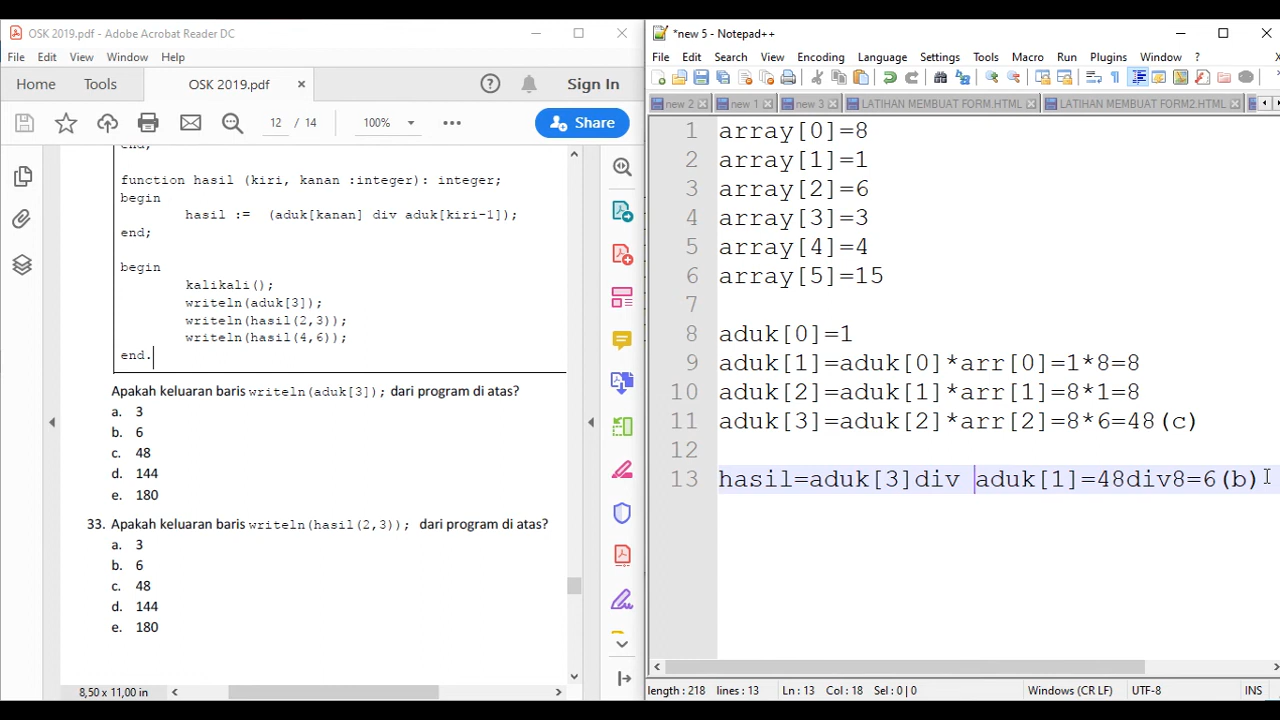 OSK 2019.pdf - Adobe Acrobat Reader DC
File Edit View Window Help
Home Tools OSK 2019.pdf × Sign In
12 / 14 100% Share
end;
function hasil (kiri, kanan :integer): integer;
begin
hasil := (aduk[kanan] div aduk[kiri-1]);
end;
begin
kalikali();
writeln(aduk[3]);
writeln(hasil(2,3));
writeln(hasil(4,6));
end.
Apakah keluaran baris writeln(aduk[3]); dari program di atas?
a. 3
b. 6
c. 48
d. 144
e. 180
33. Apakah keluaran baris writeln(hasil(2,3)); dari program di atas?
a. 3
b. 6
c. 48
d. 144
e. 180
8,50 x 11,00 in
*new 5 - Notepad++
File Edit Search View Encoding Language Settings Tools Macro Run Plugins Window ?
new 2 new 1 new 3 LATIHAN MEMBUAT FORM.HTML LATIHAN MEMBUAT FORM2.HTML
1 array[0]=8
2 array[1]=1
3 array[2]=6
4 array[3]=3
5 array[4]=4
6 array[5]=15
7
8 aduk[0]=1
9 aduk[1]=aduk[0]*arr[0]=1*8=8
10 aduk[2]=aduk[1]*arr[1]=8*1=8
11 aduk[3]=aduk[2]*arr[2]=8*6=48(c)
12
13 hasil=aduk[3]div aduk[1]=48div8=6(b)
length : 218 lines : 13 Ln : 13 Col : 18 Sel : 0 | 0 Windows (CR LF) UTF-8 INS